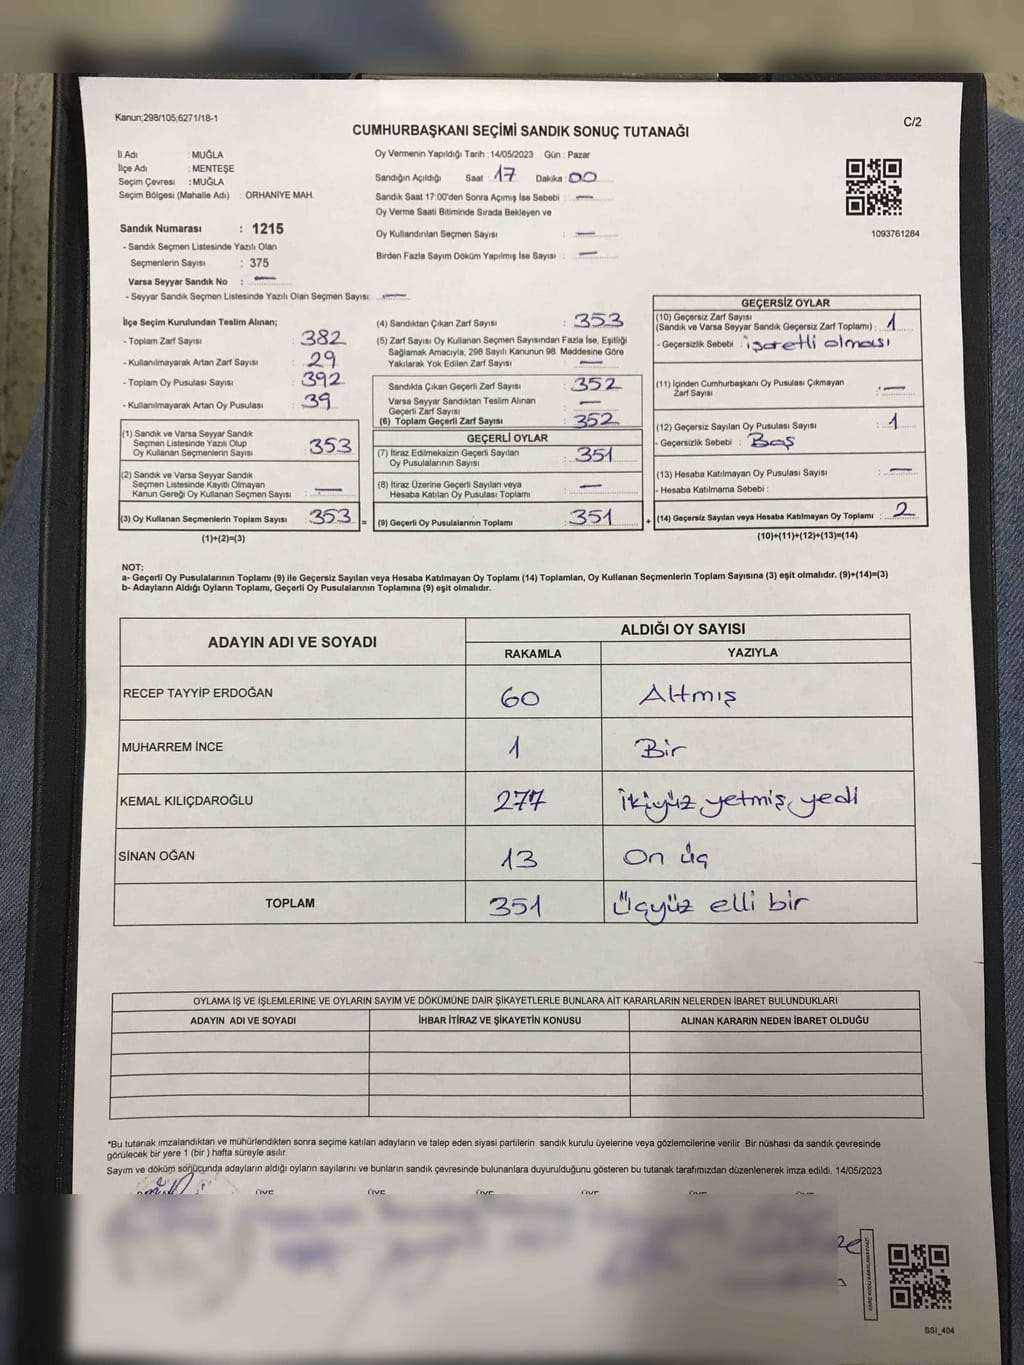 Kanun;298/105;6271/18-1
C/2
CUMHURBAŞKANI SEÇİMİ SANDIK SONUÇ TUTANAĞI
İl Adı : MUĞLA
İlçe Adı : MENTEŞE
Seçim Çevresi : MUĞLA
Seçim Bölgesi (Mahalle Adı) : ORHANİYE MAH.
Oy Vermenin Yapıldığı Tarih : 14/05/2023 Gün : Pazar
Sandığın Açıldığı Saat : 17 Dakika : 00
Sandık Saat 17:00'den Sonra Açımış İse Sebebi : —
Oy Verme Saati Bitiminde Sırada Bekleyen ve
Oy Kullandırılan Seçmen Sayısı : —
Birden Fazla Sayım Döküm Yapılmış İse Sayısı : —
1093761284
Sandık Numarası : 1215
- Sandık Seçmen Listesinde Yazılı Olan
Seçmenlerin Sayısı : 375
Varsa Seyyar Sandık No : —
- Seyyar Sandık Seçmen Listesinde Yazılı Olan Seçmen Sayısı : —
İlçe Seçim Kurulundan Teslim Alınan;
- Toplam Zarf Sayısı : 382
- Kullanılmayarak Artan Zarf Sayısı : 29
- Toplam Oy Pusulası Sayısı : 392
- Kullanılmayarak Artan Oy Pusulası : 39
(1) Sandık ve Varsa Seyyar Sandık
Seçmen Listesinde Yazılı Olup
Oy Kullanan Seçmenlerin Sayısı : 353
(2) Sandık ve Varsa Seyyar Sandık
Seçmen Listesinde Kayıtlı Olmayan
Kanun Gereği Oy Kullanan Seçmen Sayısı : —
(3) Oy Kullanan Seçmenlerin Toplam Sayısı : 353 =
(1)+(2)=(3)
(4) Sandıktan Çıkan Zarf Sayısı : 353
(5) Zarf Sayısı Oy Kullanan Seçmen Sayısından Fazla İse, Eşitliği
Sağlamak Amacıyla, 298 Sayılı Kanunun 98. Maddesine Göre
Yakılarak Yok Edilen Zarf Sayısı : —
Sandıkta Çıkan Geçerli Zarf Sayısı : 352
Varsa Seyyar Sandıktan Teslim Alınan
Geçerli Zarf Sayısı : —
(6) Toplam Geçerli Zarf Sayısı : 352
GEÇERLİ OYLAR
(7) İtiraz Edilmeksizin Geçerli Sayılan
Oy Pusulalarının Sayısı : 351
(8) İtiraz Üzerine Geçerli Sayılan veya
Hesaba Katılan Oy Pusulası Toplamı : —
(9) Geçerli Oy Pusulalarının Toplamı : 351 +
GEÇERSİZ OYLAR
(10) Geçersiz Zarf Sayısı
(Sandık ve Varsa Seyyar Sandık Geçersiz Zarf Toplamı) : 1
- Geçersizlik Sebebi : işaretli olması
(11) İçinden Cumhurbaşkanı Oy Pusulası Çıkmayan
Zarf Sayısı : —
(12) Geçersiz Sayılan Oy Pusulası Sayısı : 1
- Geçersizlik Sebebi : Boş
(13) Hesaba Katılmayan Oy Pusulası Sayısı : —
- Hesaba Katılmama Sebebi :
(14) Geçersiz Sayılan veya Hesaba Katılmayan Oy Toplamı : 2
(10)+(11)+(12)+(13)=(14)
NOT:
a- Geçerli Oy Pusulalarının Toplamı (9) ile Geçersiz Sayılan veya Hesaba Katılmayan Oy Toplamı (14) Toplamları, Oy Kullanan Seçmenlerin Toplam Sayısına (3) eşit olmalıdır. (9)+(14)=(3)
b- Adayların Aldığı Oyların Toplamı, Geçerli Oy Pusulalarının Toplamına (9) eşit olmalıdır.
ADAYIN ADI VE SOYADI ALDIĞI OY SAYISI
RAKAMLA YAZIYLA
RECEP TAYYİP ERDOĞAN 60 Altmış
MUHARREM İNCE 1 Bir
KEMAL KILIÇDAROĞLU 277 ikiyüz yetmiş yedi
SİNAN OĞAN 13 On üç
TOPLAM 351 Üçyüz elli bir
OYLAMA İŞ VE İŞLEMLERİNE VE OYLARIN SAYIM VE DÖKÜMÜNE DAİR ŞİKAYETLERLE BUNLARA AİT KARARLARIN NELERDEN İBARET BULUNDUKLARI
ADAYIN ADI VE SOYADI İHBAR İTİRAZ VE ŞİKAYETİN KONUSU ALINAN KARARIN NEDEN İBARET OLDUĞU
*Bu tutanak imzalandıktan ve mühürlendikten sonra seçime katılan adayların ve talep eden siyasi partilerin sandık kurulu üyelerine veya gözlemcilerine verilir. Bir nüshası da sandık çevresinde
görülecek bir yere 1 (bir) hafta süreyle asılır.
Sayım ve döküm sonucunda adayların aldığı oyların sayılarını ve bunların sandık çevresinde bulunanlara duyurulduğunu gösteren bu tutanak tarafımızdan düzenlenerek imza edildi. 14/05/2023
ÜYE ÜYE ÜYE ÜYE
SSI_404